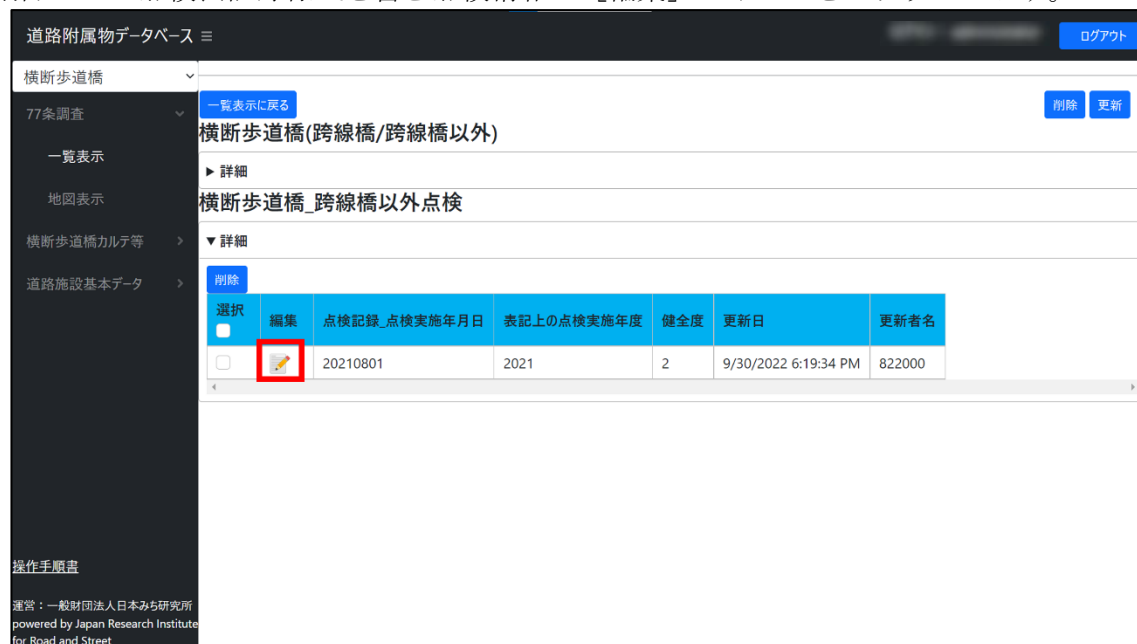 道路附属物データベース
ログアウト
横断歩道橋
77条調査
一覧表示
地図表示
横断歩道橋カルテ等
道路施設基本データ
一覧表示に戻る
削除 更新
横断歩道橋(跨線橋/跨線橋以外)
▶ 詳細
横断歩道橋_跨線橋以外点検
▼ 詳細
削除
選択 編集 点検記録_点検実施年月日 表記上の点検実施年度 健全度 更新日 更新者名
20210801 2021 2 9/30/2022 6:19:34 PM 822000
操作手順書
運営：一般財団法人日本みち研究所
powered by Japan Research Institute
for Road and Street